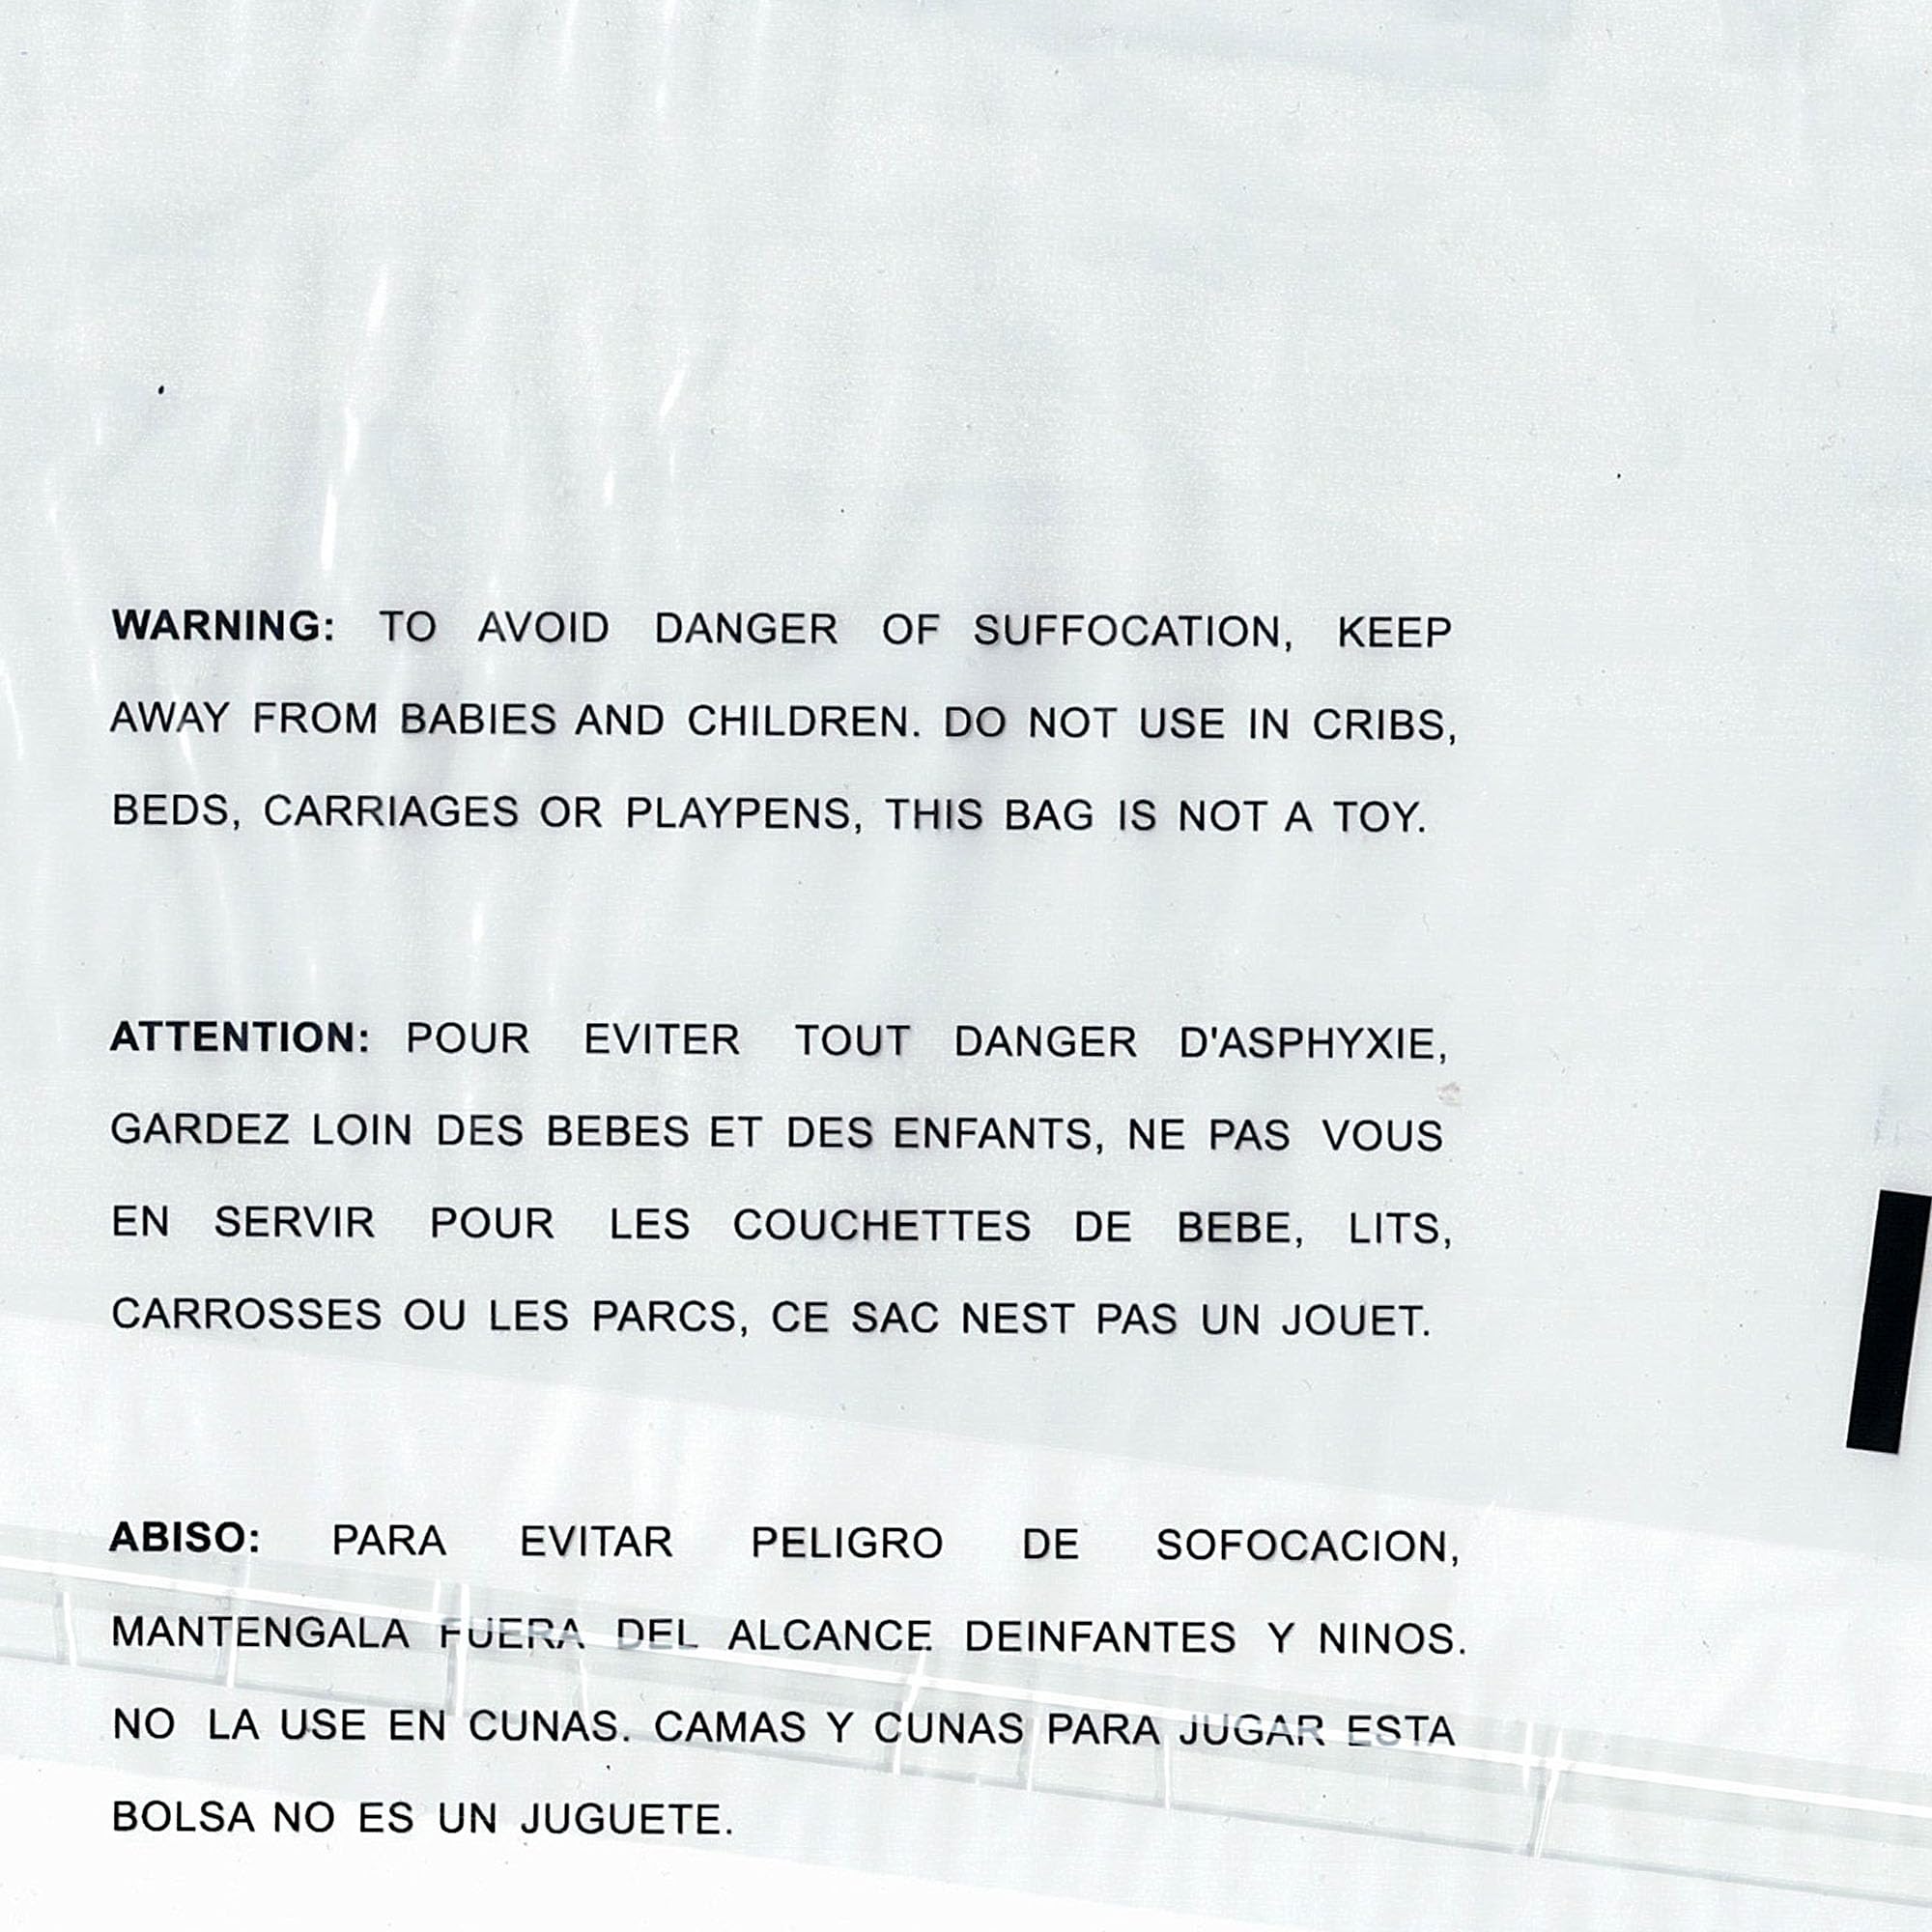 WARNING: TO AVOID DANGER OF SUFFOCATION, KEEP
AWAY FROM BABIES AND CHILDREN. DO NOT USE IN CRIBS,
BEDS, CARRIAGES OR PLAYPENS, THIS BAG IS NOT A TOY.
ATTENTION: POUR EVITER TOUT DANGER D'ASPHYXIE,
GARDEZ LOIN DES BEBES ET DES ENFANTS, NE PAS VOUS
EN SERVIR POUR LES COUCHETTES DE BEBE, LITS,
CARROSSES OU LES PARCS, CE SAC NEST PAS UN JOUET.
ABISO: PARA EVITAR PELIGRO DE SOFOCACION,
MANTENGALA FUERA DEL ALCANCE DEINFANTES Y NINOS.
NO LA USE EN CUNAS. CAMAS Y CUNAS PARA JUGAR ESTA
BOLSA NO ES UN JUGUETE.